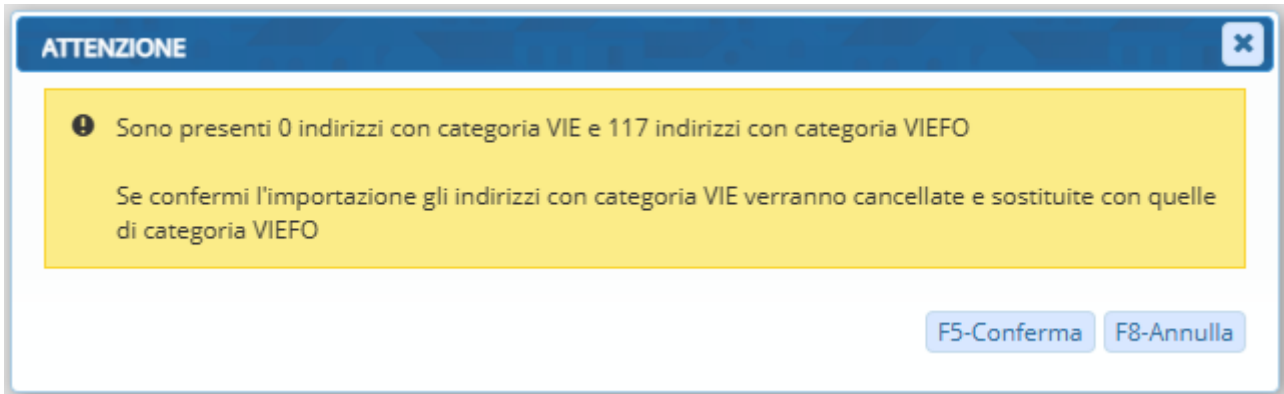 ATTENZIONE
Sono presenti 0 indirizzi con categoria VIE e 117 indirizzi con categoria VIEFO
Se confermi l'importazione gli indirizzi con categoria VIE verranno cancellate e sostituite con quelle
di categoria VIEFO
F5-Conferma F8-Annulla